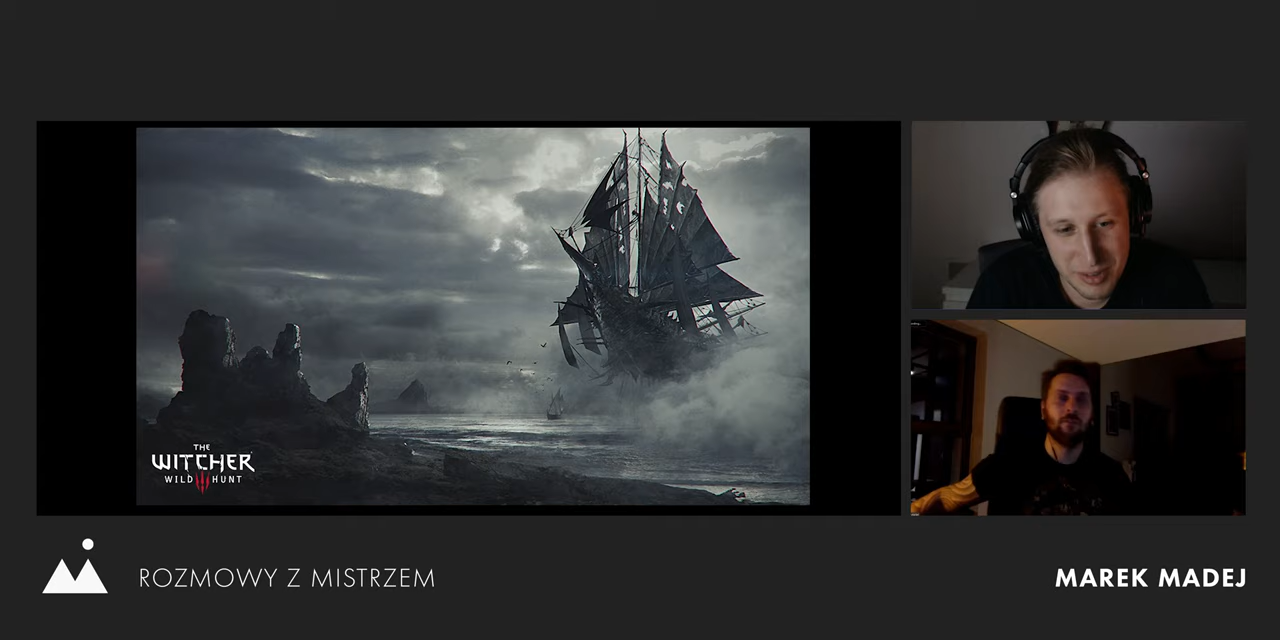 THE
WITCHER
WILD HUNT
ROZMOWY Z MISTRZEM
MAREK MADEJ